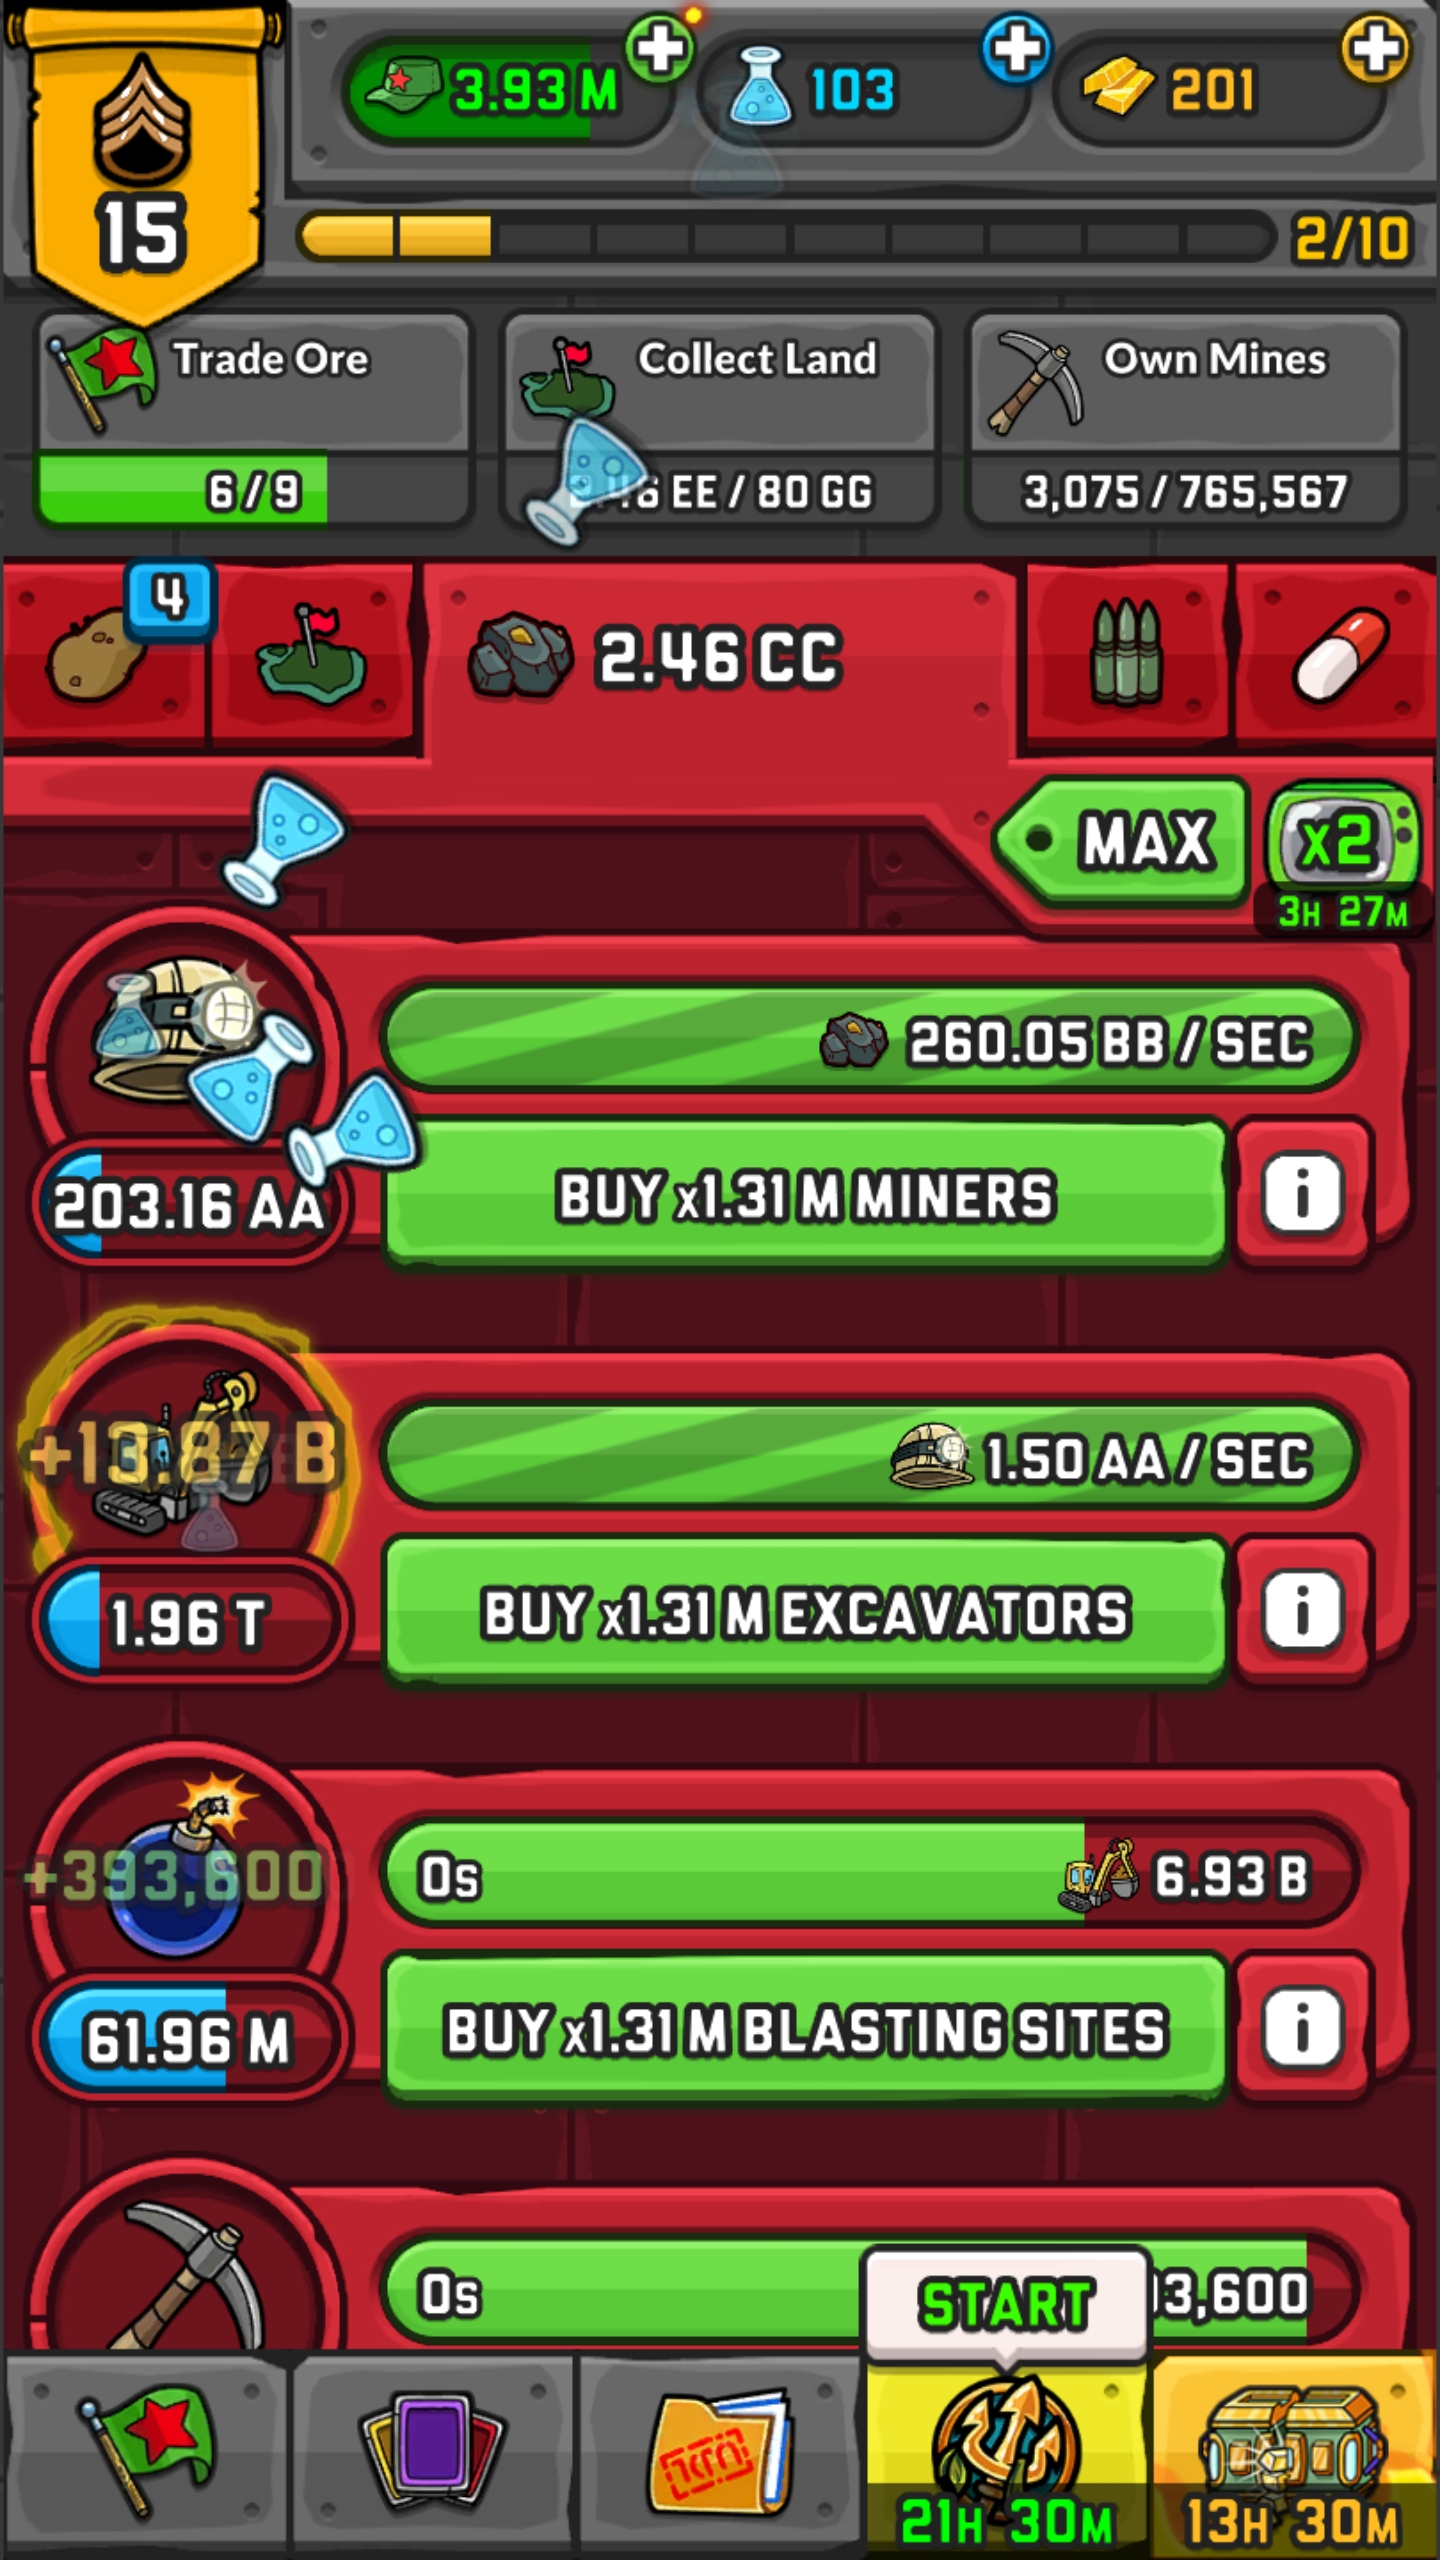 3.93 M
103
201
15
2/10
Trade Ore
Collect Land
Own Mines
6/9
EE / 80 GG
3,075 / 765,567
4
2.46 CC
MAX
x2
3H 27M
260.05 BB / SEC
203.16 AA
BUY x1.31 M MINERS
i
+13.87 B
1.50 AA / SEC
1.96 T
BUY x1.31 M EXCAVATORS
i
+393,600
0s
6.93 B
61.96 M
BUY x1.31 M BLASTING SITES
i
0s
3,600
START
21H 30M
13H 30M